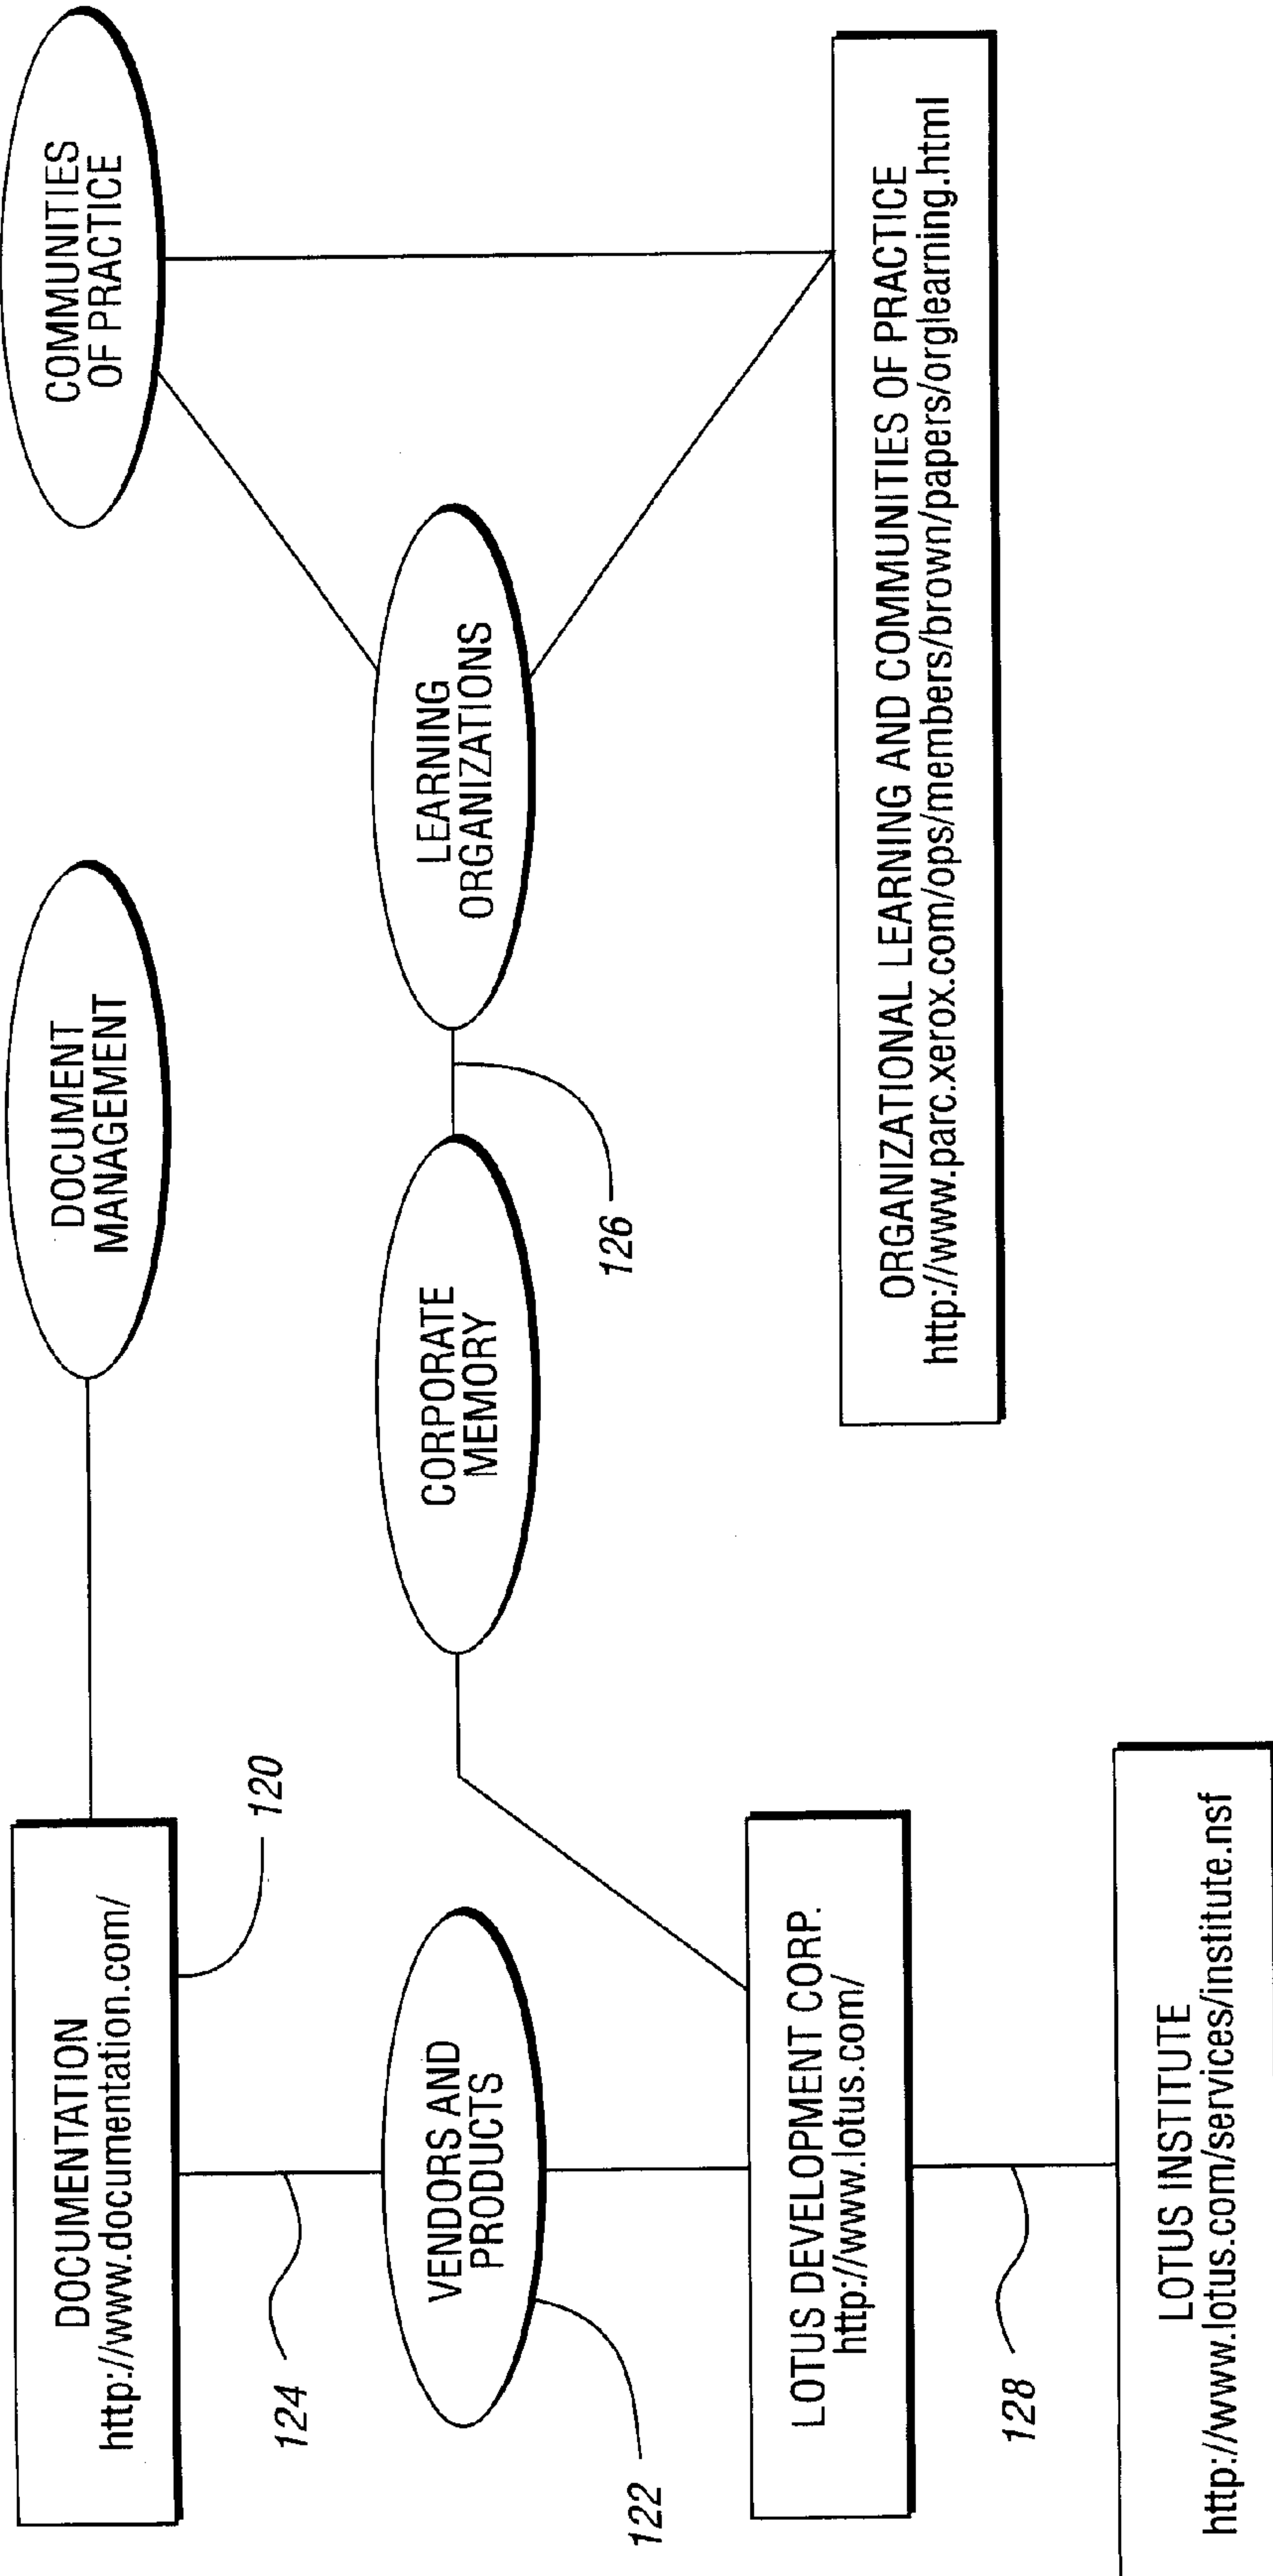 DOCUMENTATION
http://www.documentation.com/
120
DOCUMENT
MANAGEMENT
COMMUNITIES
OF PRACTICE
124
VENDORS AND
PRODUCTS
122
CORPORATE
MEMORY
126
LEARNING
ORGANIZATIONS
LOTUS DEVELOPMENT CORP.
http://www.lotus.com/
ORGANIZATIONAL LEARNING AND COMMUNITIES OF PRACTICE
http://www.parc.xerox.com/ops/members/brown/papers/orglearning.html
128
LOTUS INSTITUTE
http://www.lotus.com/services/institute.nsf